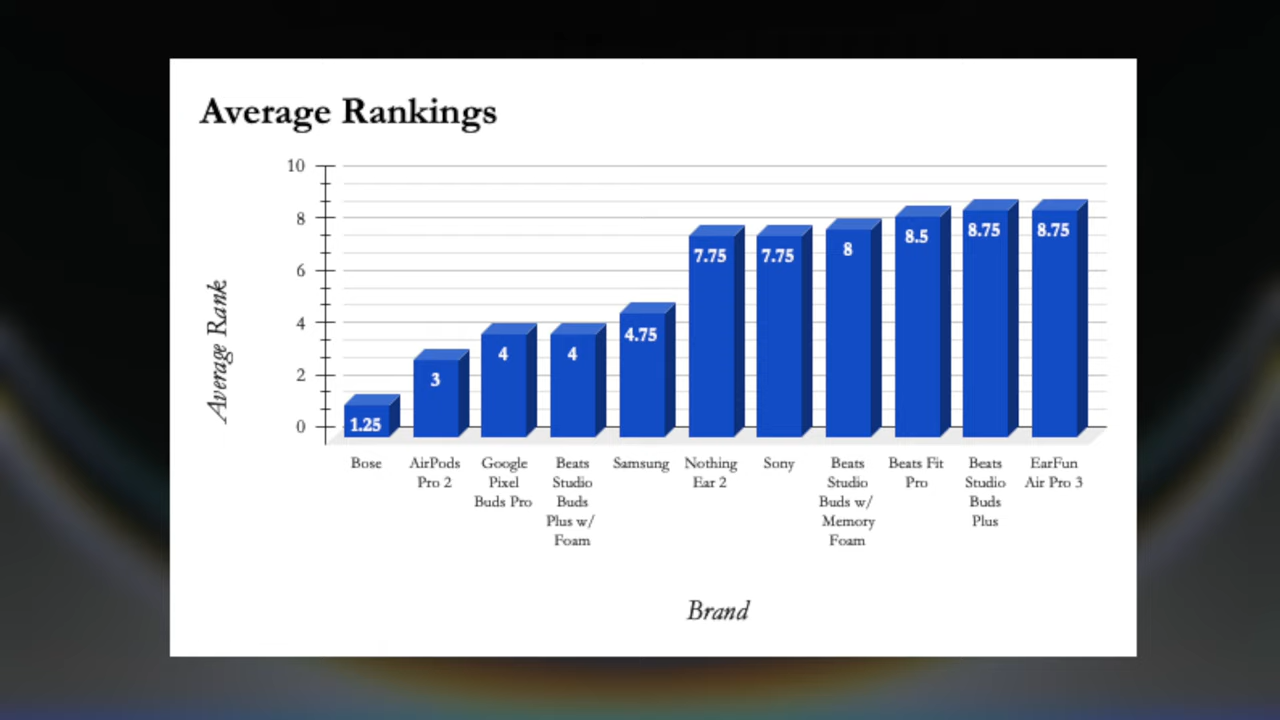 Average Rankings
10
8
6
4
2
0
Average Rank
1.25
3
4
4
4.75
7.75
7.75
8
8.5
8.75
8.75
Bose
AirPods
Pro 2
Google
Pixel
Buds Pro
Beats
Studio
Buds
Plus w/
Foam
Samsung
Nothing
Ear 2
Sony
Beats
Studio
Buds w/
Memory
Foam
Beats Fit
Pro
Beats
Studio
Buds
Plus
EarFun
Air Pro 3
Brand